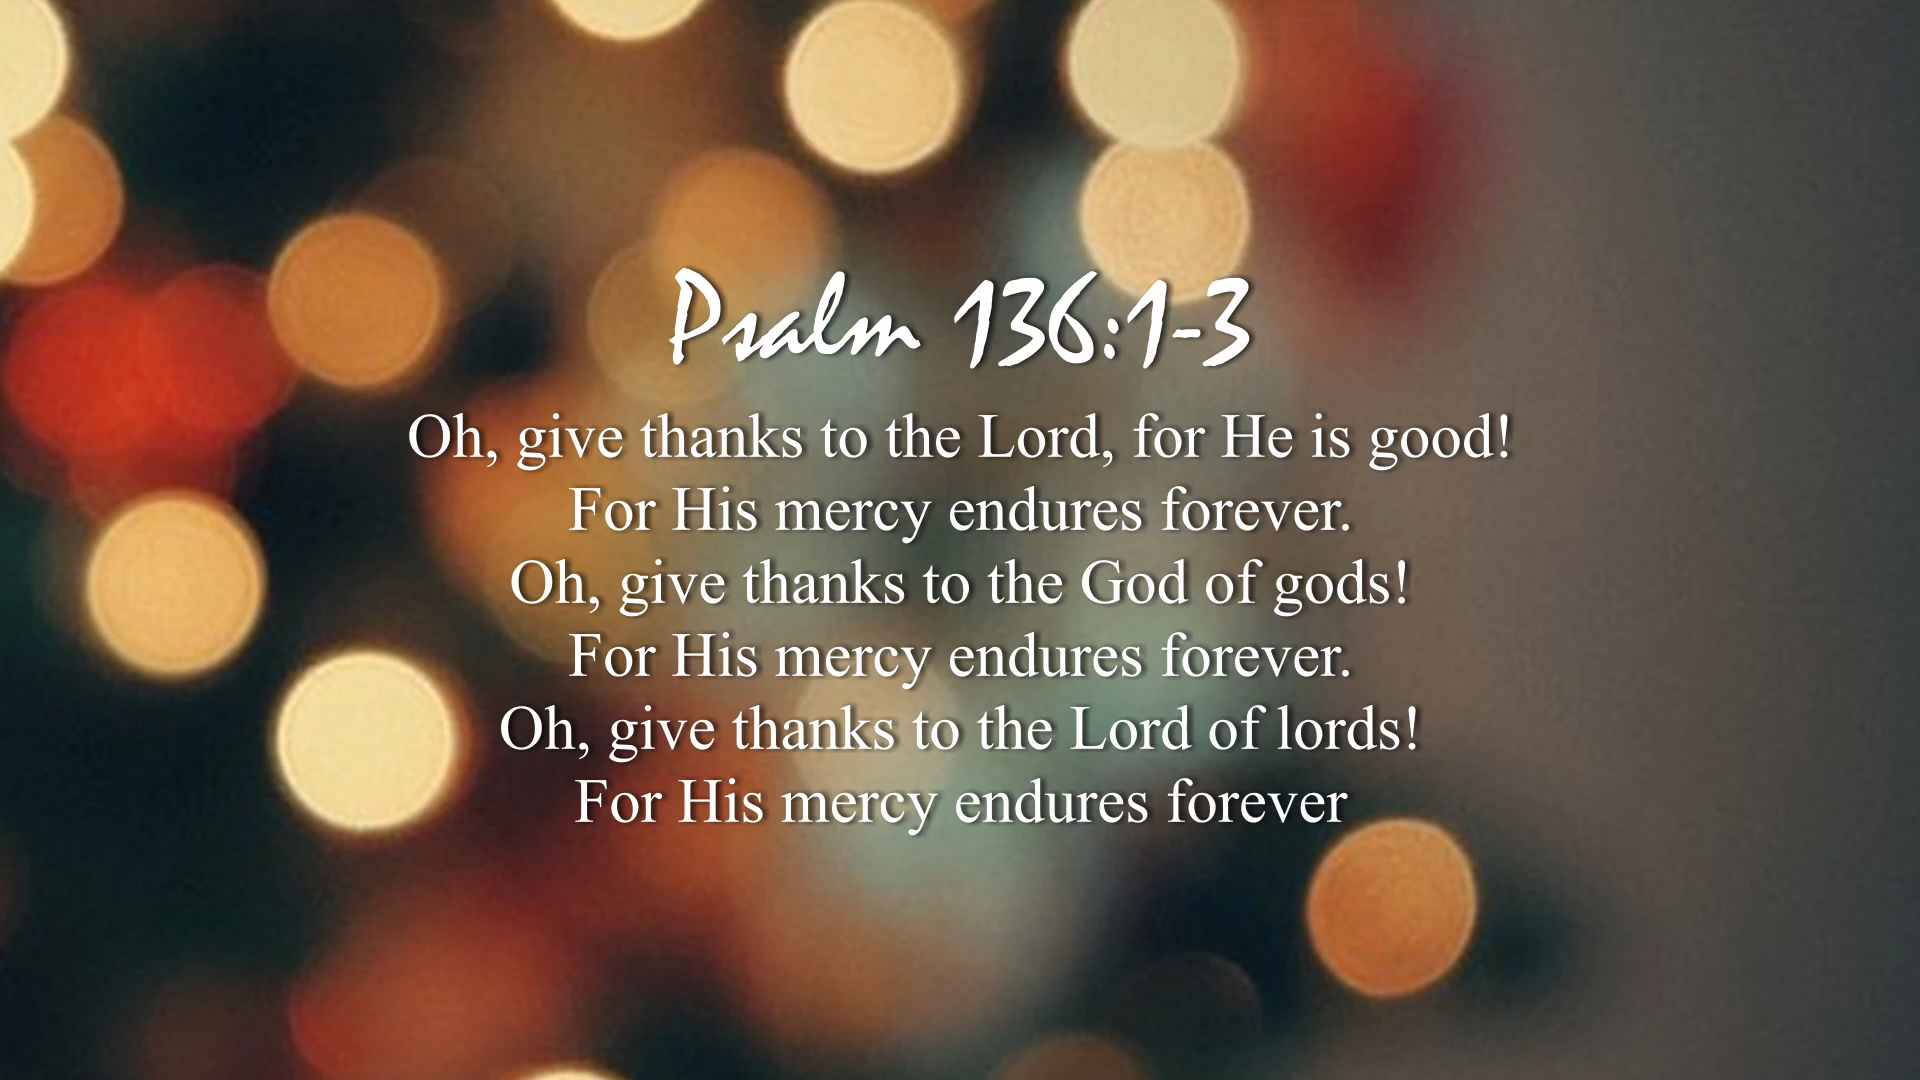 Psalm 136:1-3
Oh, give thanks to the Lord, for He is good!
For His mercy endures forever.
Oh, give thanks to the God of gods!
For His mercy endures forever.
Oh, give thanks to the Lord of lords!
For His mercy endures forever